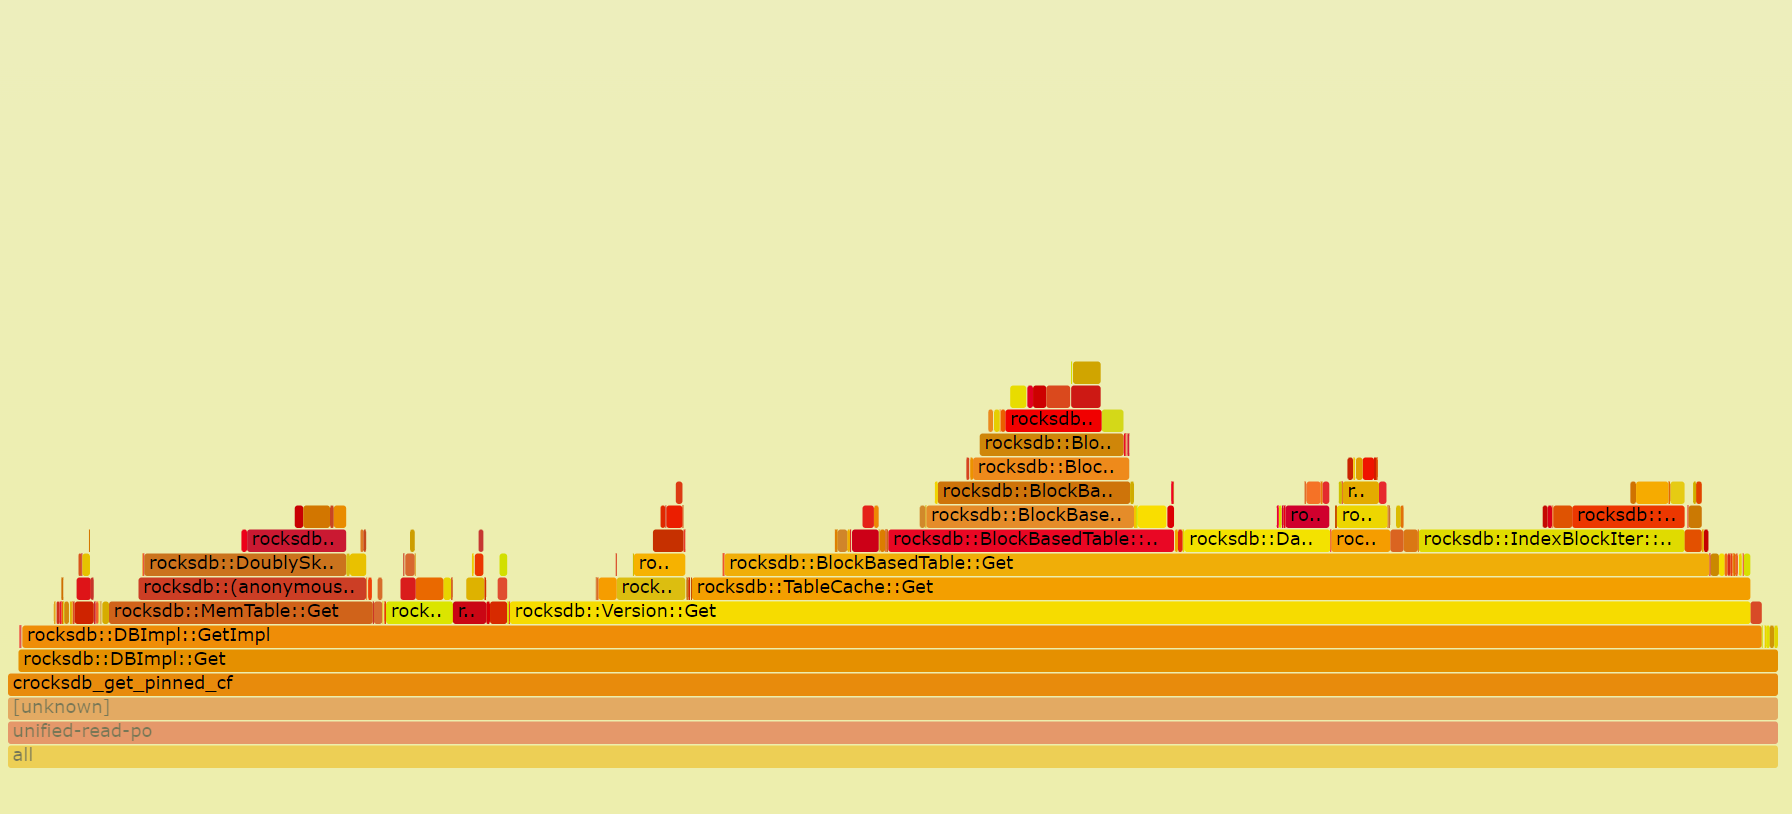 rocksdb..
r..
rocksdb::Blo..
rocksdb::Bloc..
rocksdb::BlockBa..
r..
rocksdb::BlockBase..
ro..
ro..
rocksdb::..
rocksdb..
rocksdb::BlockBasedTable::..
rocksdb::Da..
roc..
rocksdb::IndexBlockIter::..
rocksdb::DoublySk..
ro..
rocksdb::BlockBasedTable::Get
rocksdb::(anonymous..
rock..
rocksdb::TableCache::Get
rocksdb::MemTable::Get
rock..
r..
rocksdb::Version::Get
rocksdb::DBImpl::GetImpl
rocksdb::DBImpl::Get
crocksdb_get_pinned_cf
[unknown]
unified-read-po
all